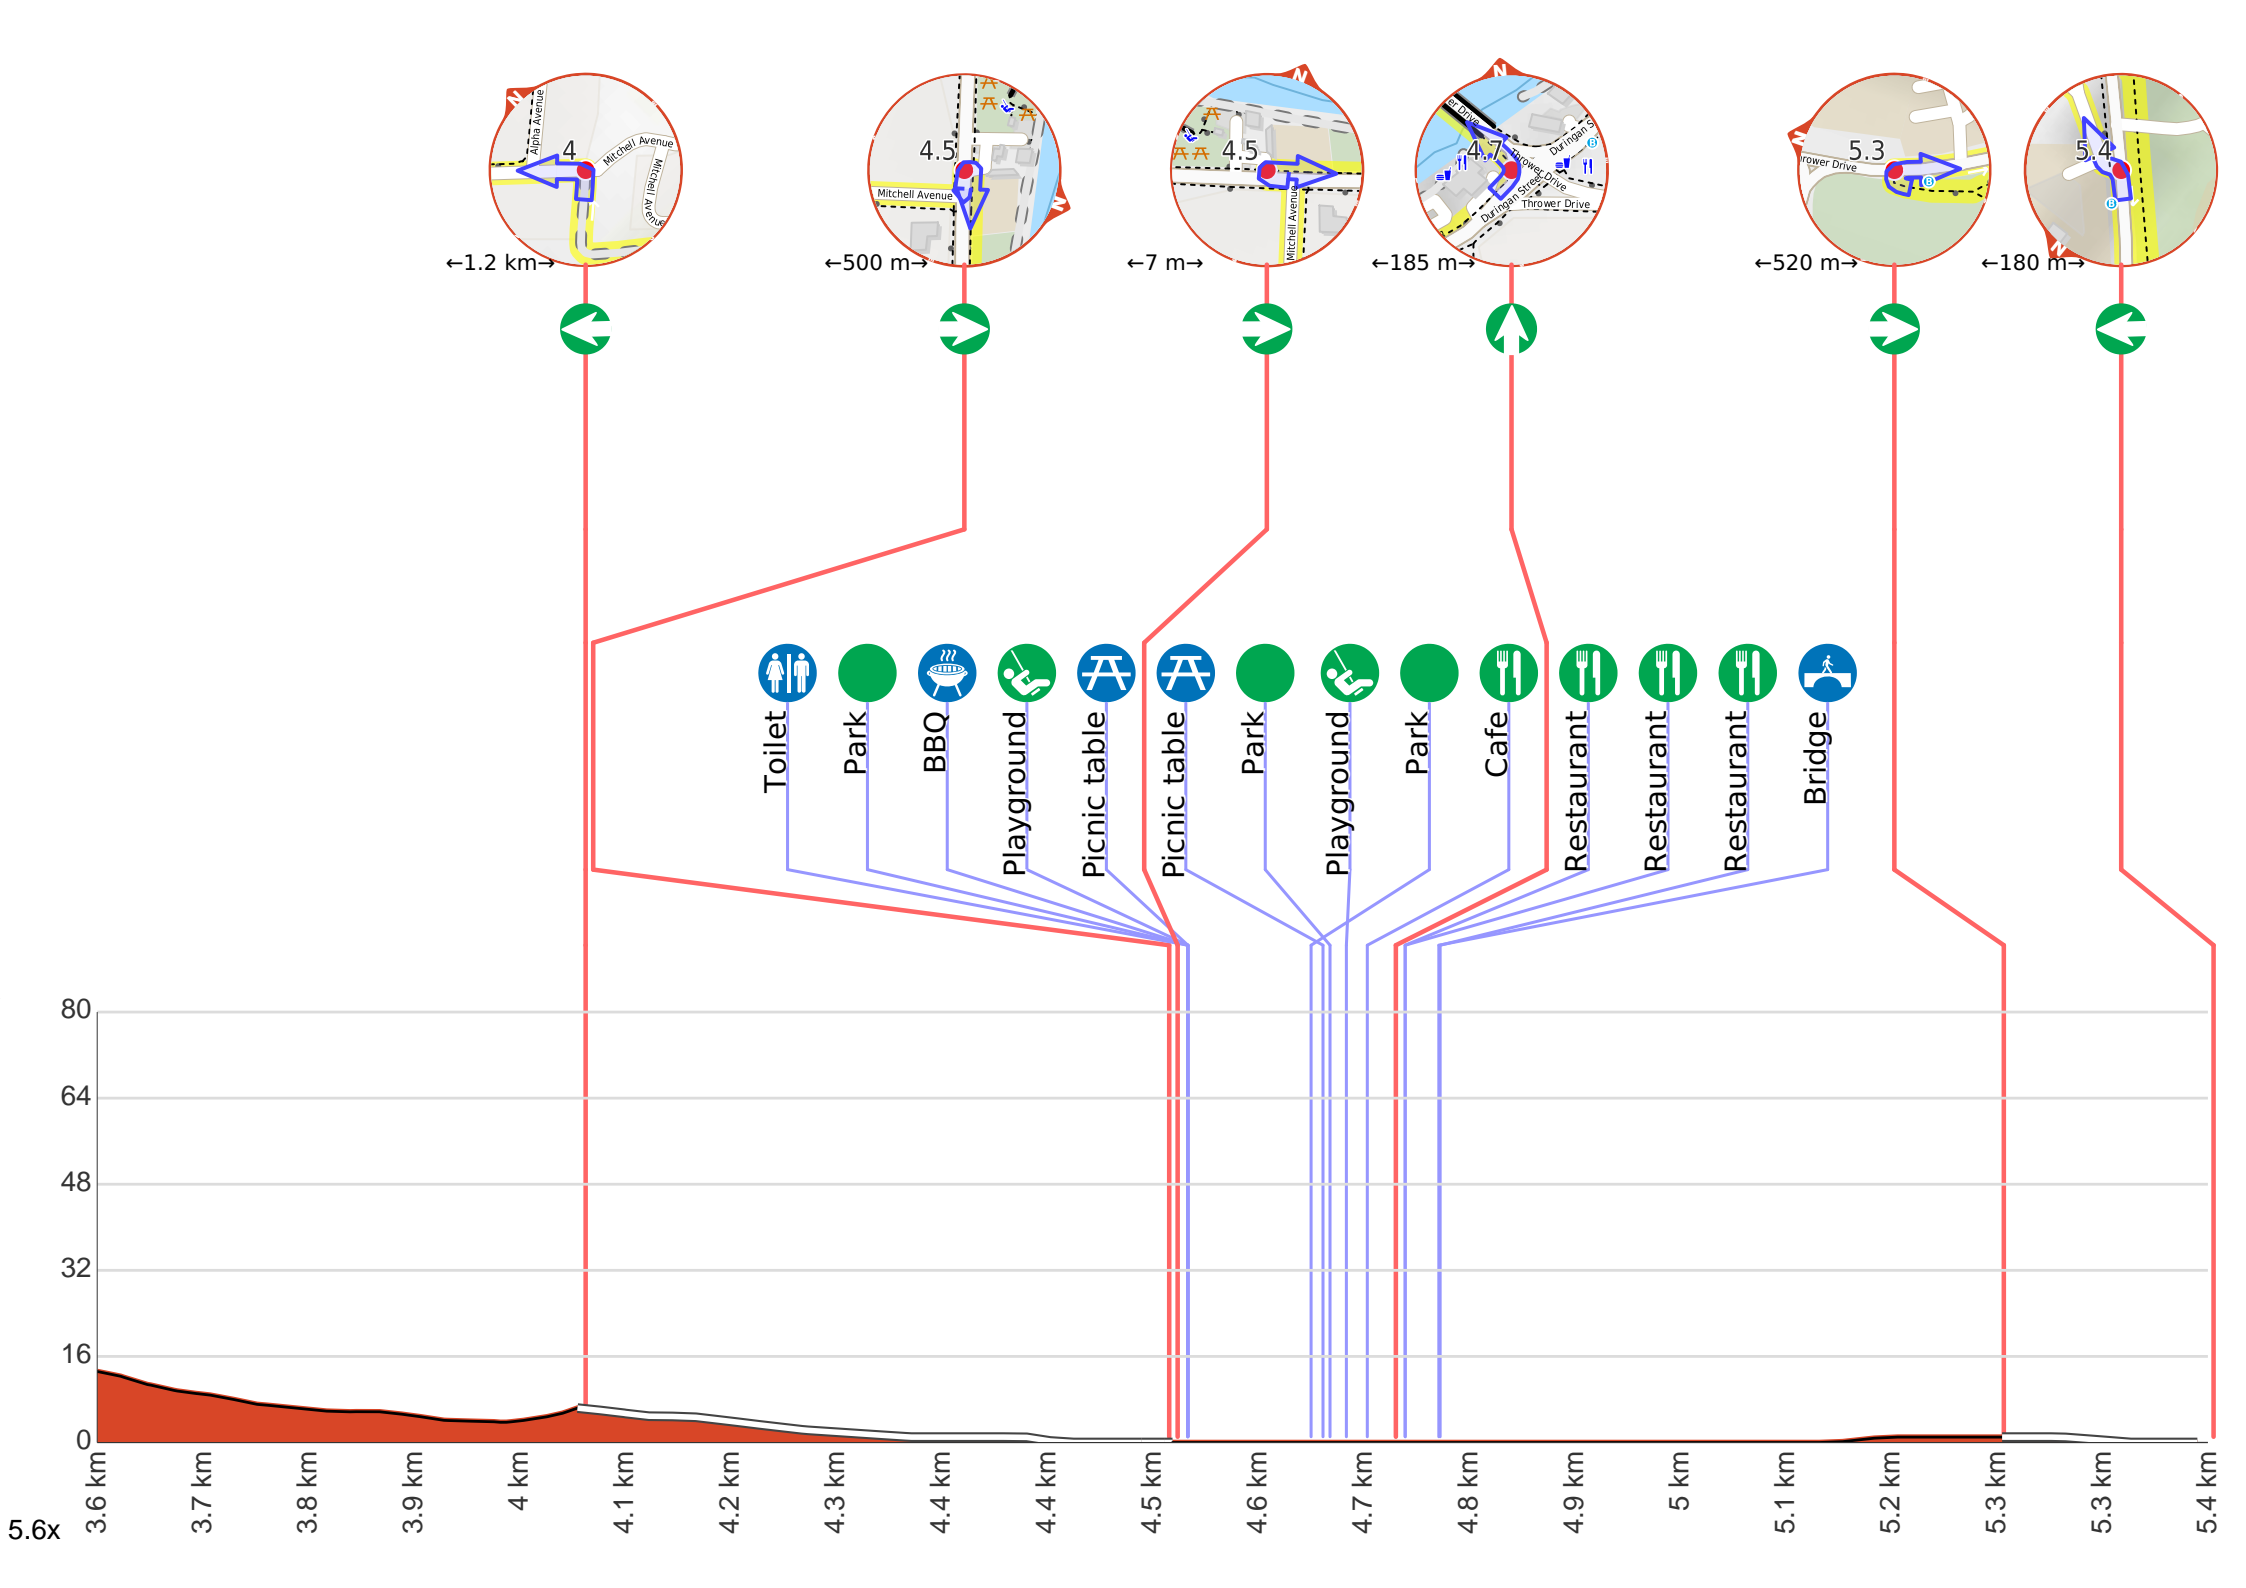 N
N
N
N
N
N
Alpha Avenue
4
Mitchell Avenue
Mitchell Avenue
4.5
Mitchell Avenue
4.5
Mitchell Avenue
er Drive
4.7
Duringan S
Thrower Drive
Duringan Street
Thrower Drive
5.3
rower Drive
5.4
←1.2 km→
←500 m→
←7 m→
←185 m→
←520 m→
←180 m→
Toilet
Park
BBQ
Playground
Picnic table
Picnic table
Park
Playground
Park
Cafe
Restaurant
Restaurant
Restaurant
Bridge
80
64
48
32
16
0
3.6 km
3.7 km
3.8 km
3.9 km
4 km
4.1 km
4.2 km
4.3 km
4.4 km
4.4 km
4.5 km
4.6 km
4.7 km
4.8 km
4.9 km
5 km
5.1 km
5.2 km
5.3 km
5.3 km
5.4 km
5.6x